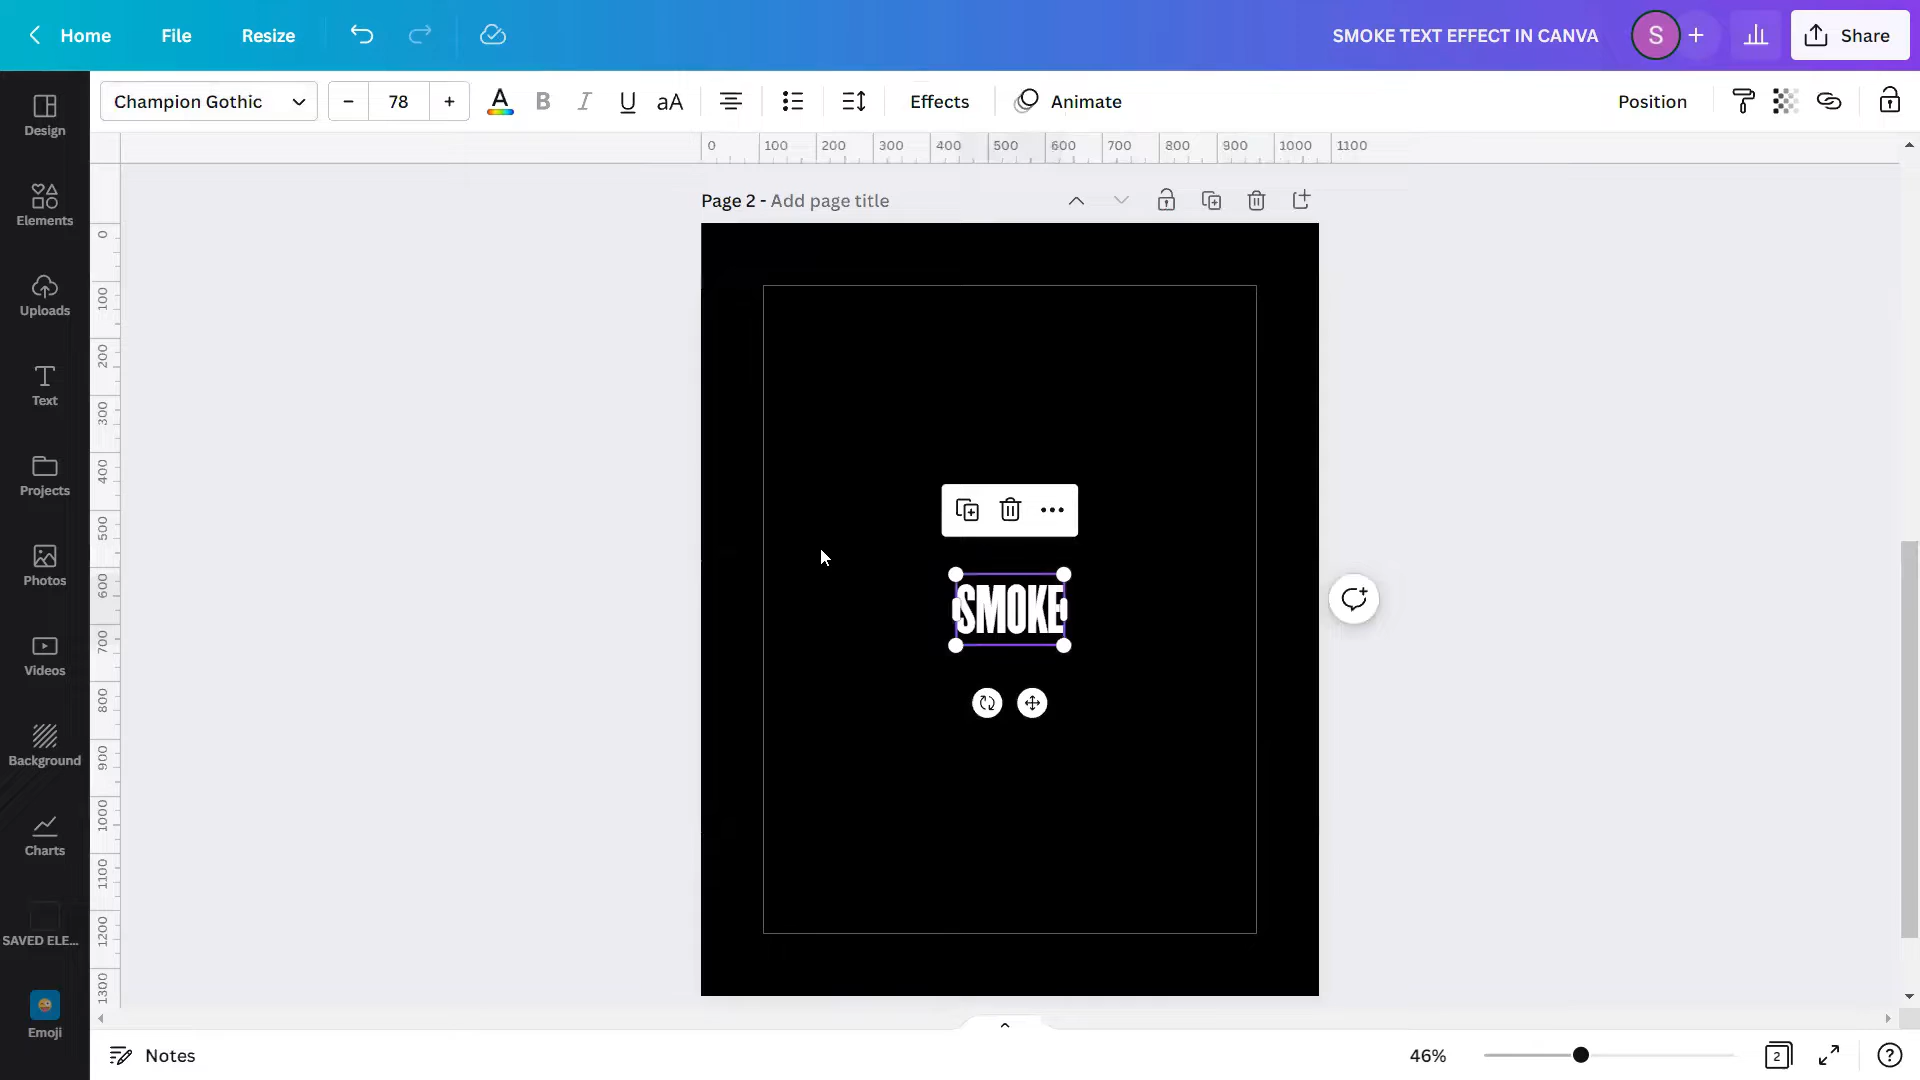 Home File Resize SMOKE TEXT EFFECT IN CANVA S Share
Champion Gothic 78 A B I U aA Effects Animate Position
0 100 200 300 400 500 600 700 800 900 1000 1100
Page 2 - Add page title
Design
Elements
Uploads
Text
Projects
Photos
Videos
Background
Charts
SAVED ELE...
Emoji
0
100
200
300
400
500
600
700
800
900
1000
1100
1200
1300
SMOKE
Notes 46% 2 ?